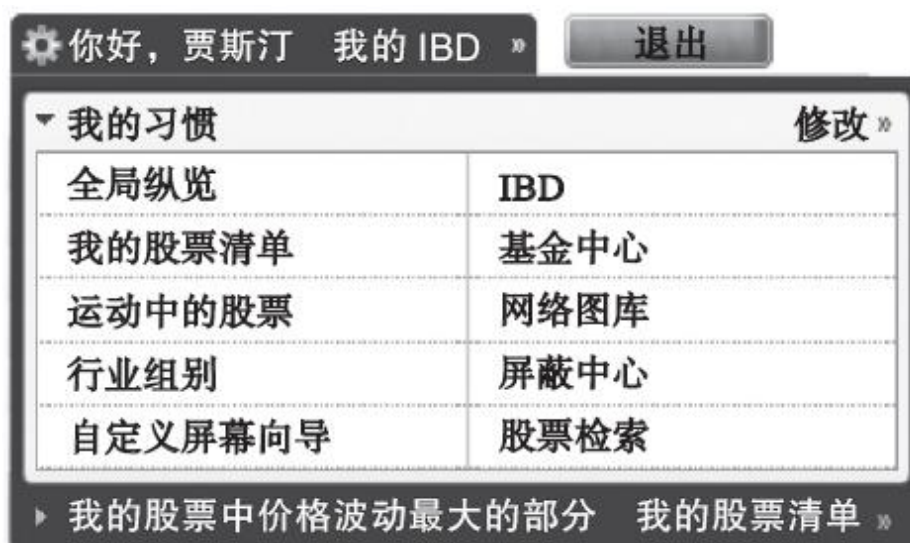 你好，贾斯汀 我的 IBD » 退出
我的习惯 修改 »
全局纵览 IBD
我的股票清单 基金中心
运动中的股票 网络图库
行业组别 屏蔽中心
自定义屏幕向导 股票检索
我的股票中价格波动最大的部分 我的股票清单 »